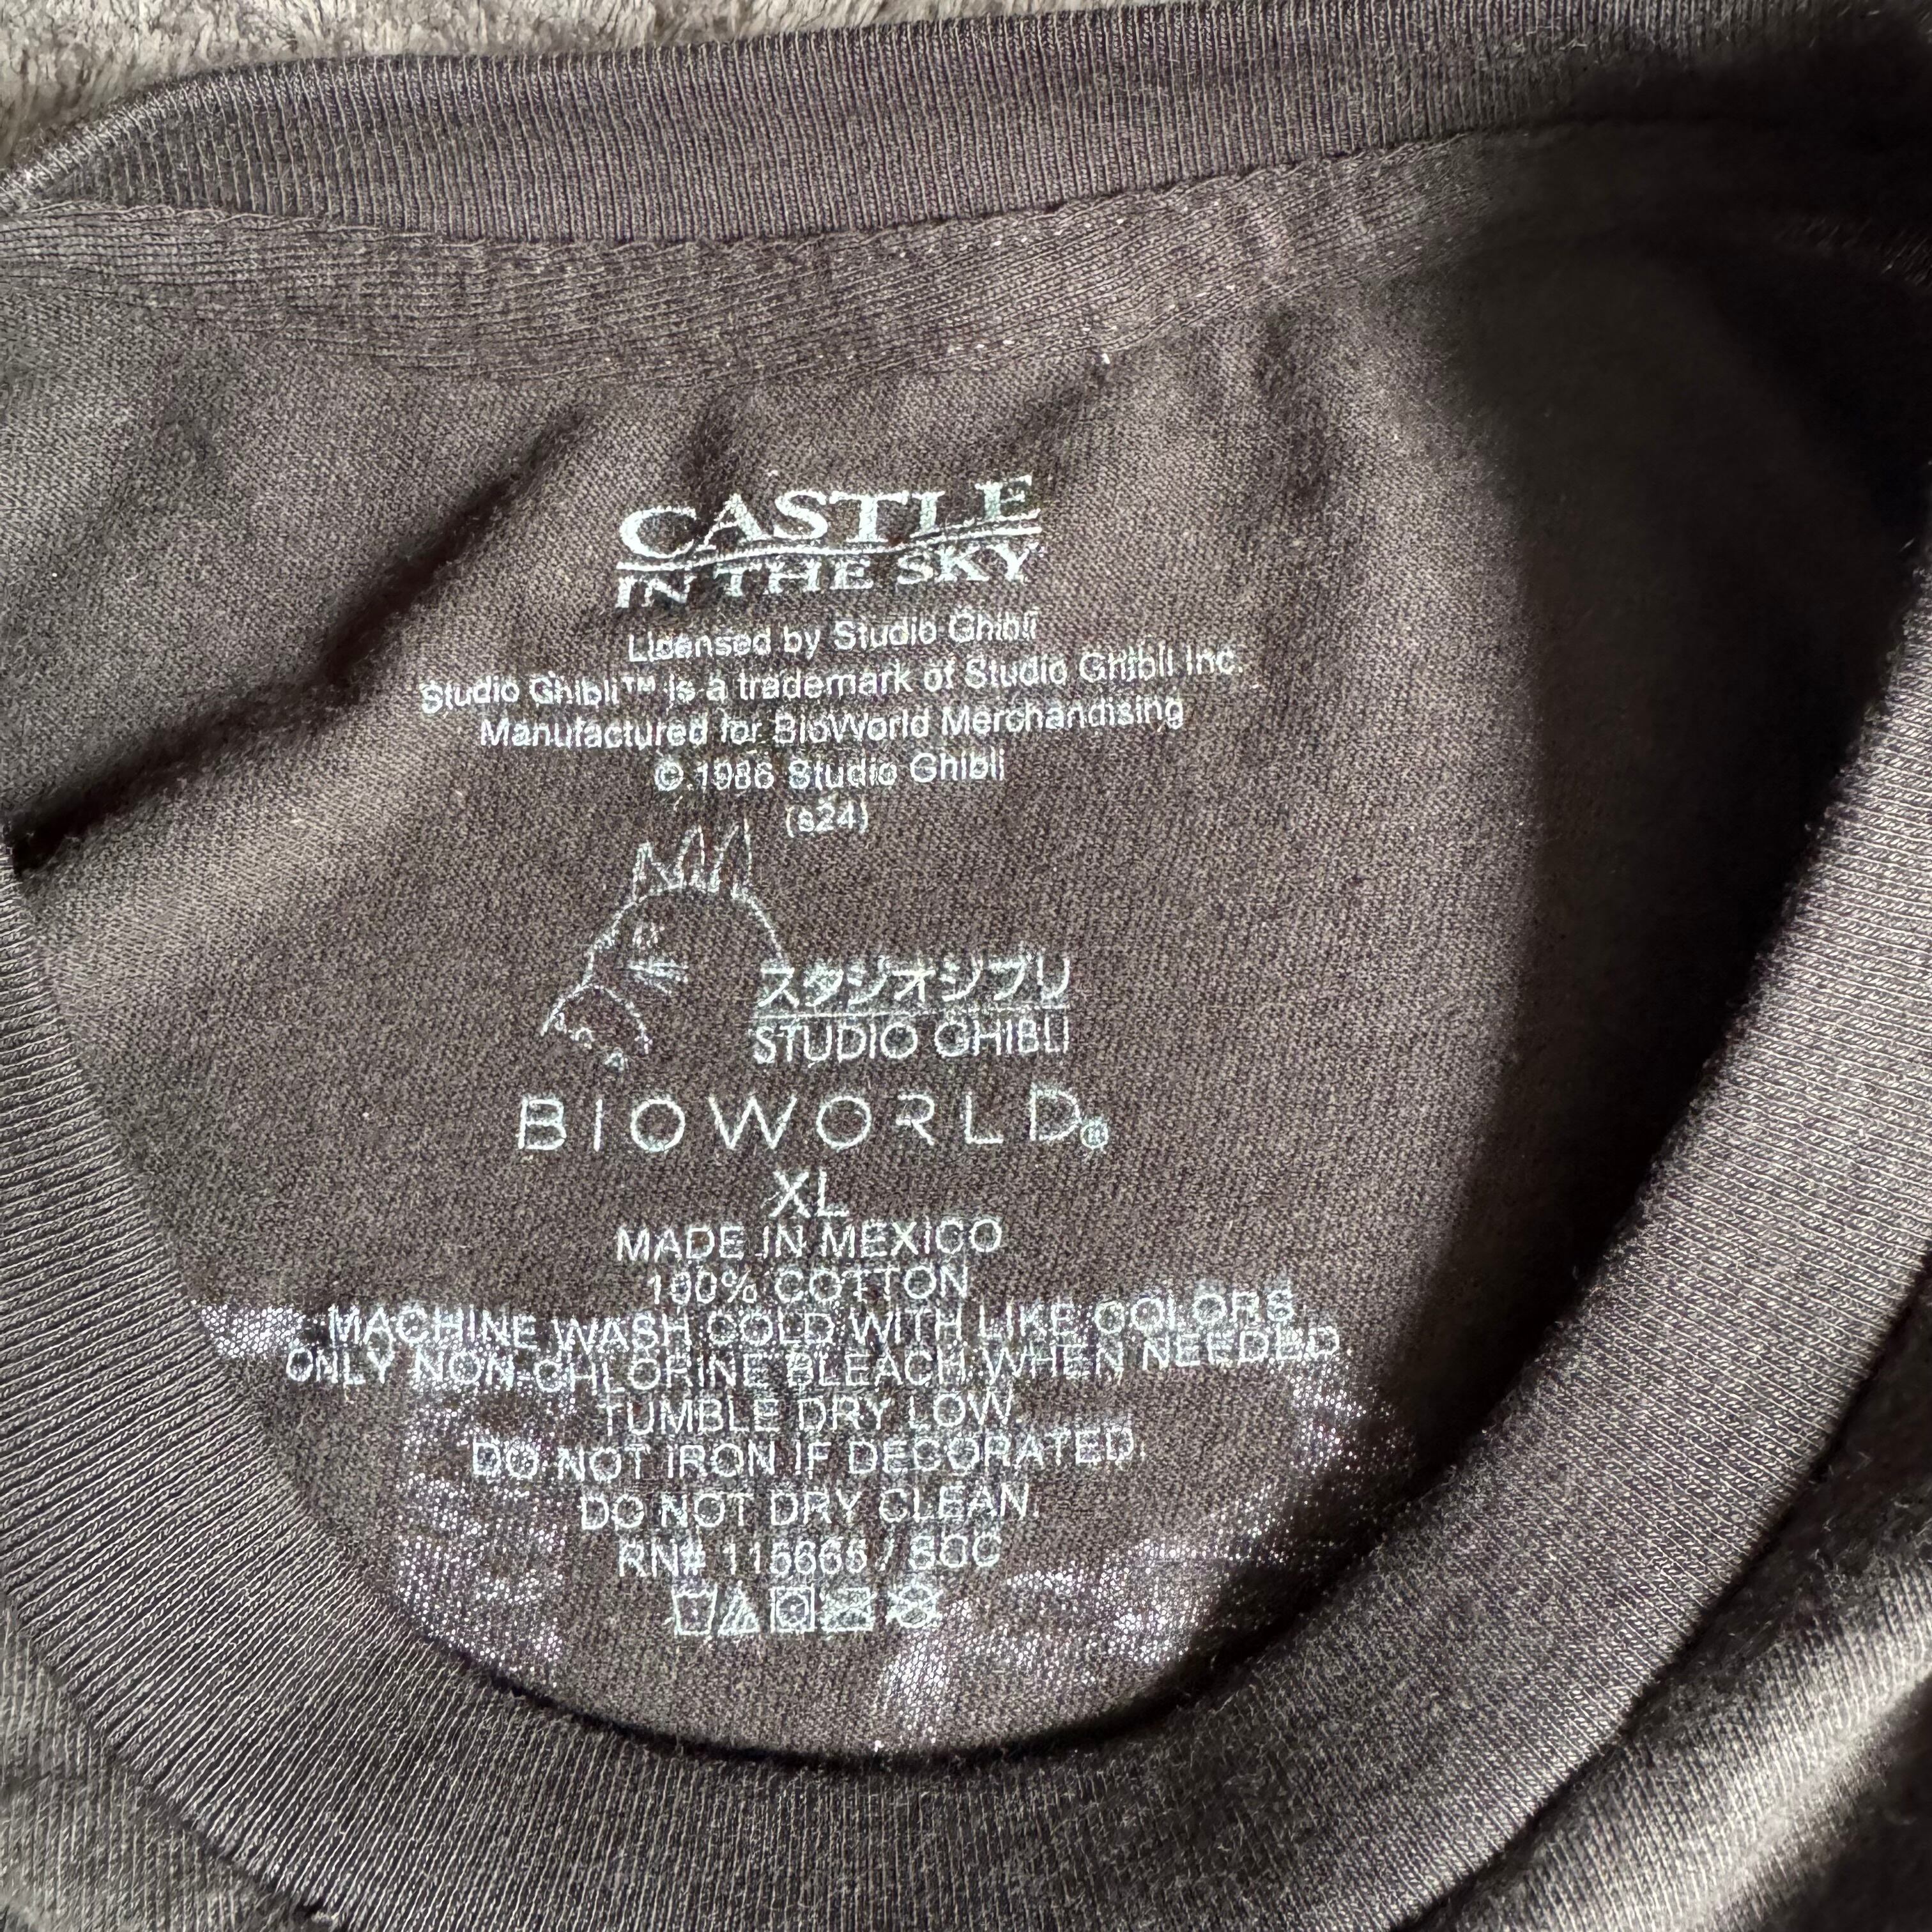 CASTLE
IN THE SKY
Licensed by Studio Ghibli
Studio Ghibli™ is a trademark of Studio Ghibli Inc.
Manufactured for BioWorld Merchandising
© 1986 Studio Ghibli
(s24)
スタジオジブリ
STUDIO GHIBLI
BIOWORLD®
XL
MADE IN MEXICO
100% COTTON
MACHINE WASH COLD WITH LIKE COLORS.
ONLY NON-CHLORINE BLEACH WHEN NEEDED.
TUMBLE DRY LOW.
DO NOT IRON IF DECORATED.
DO NOT DRY CLEAN.
RN#